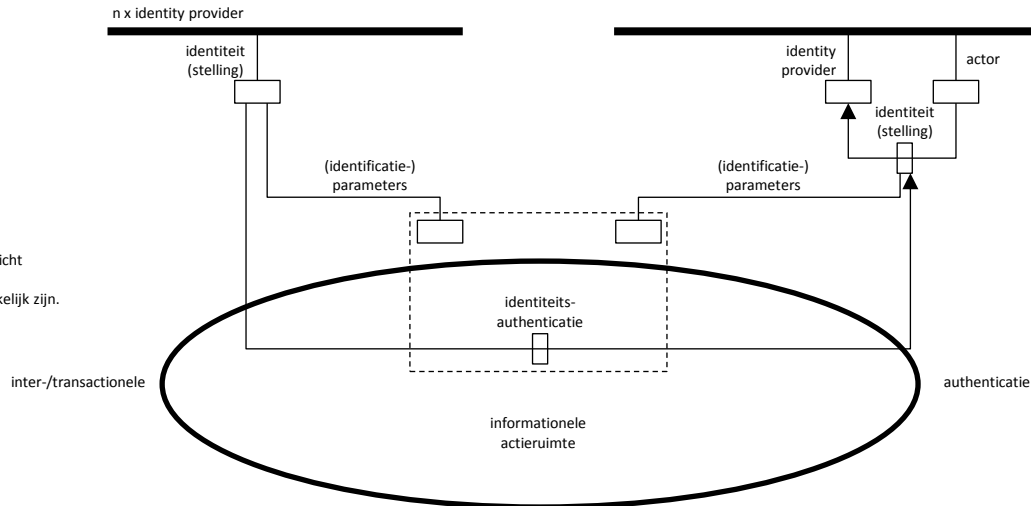 n x identity provider
identiteit
(stelling)
identity
provider
actor
identiteit
(stelling)
(identificatie-)
parameters
(identificatie-)
parameters
icht
elijk zijn.
identiteits-
authenticatie
inter-/transactionele
authenticatie
informationele
actieruimte